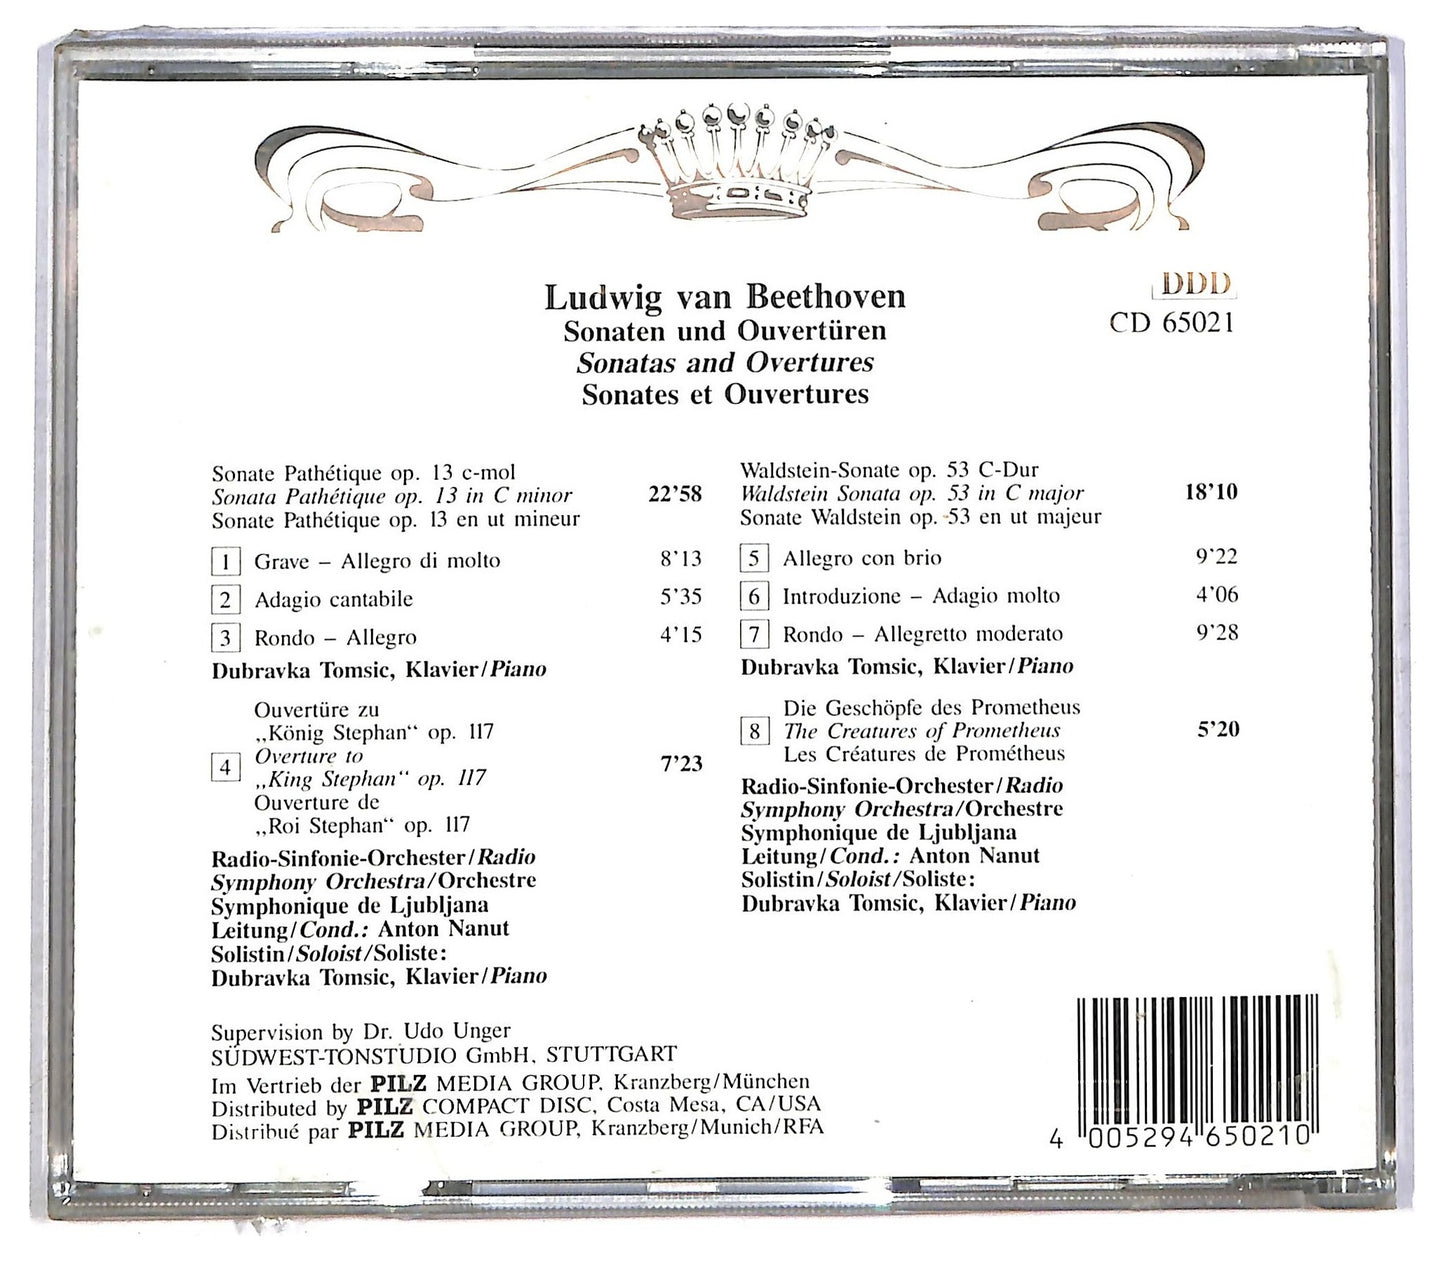 Ludwig van Beethoven
Sonaten und Ouvertüren
Sonatas and Overtures
Sonates et Ouvertures
DDD
CD 65021
Sonate Pathétique op. 13 c-mol
Sonata Pathétique op. 13 in C minor 22'58
Sonate Pathétique op. 13 en ut mineur
1 Grave – Allegro di molto 8'13
2 Adagio cantabile 5'35
3 Rondo – Allegro 4'15
Dubravka Tomsic, Klavier/Piano
Ouvertüre zu
„König Stephan“ op. 117
Overture to
4 „King Stephan“ op. 117 7'23
Ouverture de
„Roi Stephan“ op. 117
Radio-Sinfonie-Orchester/Radio
Symphony Orchestra/Orchestre
Symphonique de Ljubljana
Leitung/Cond.: Anton Nanut
Solistin/Soloist/Soliste:
Dubravka Tomsic, Klavier/Piano
Waldstein-Sonate op. 53 C-Dur
Waldstein Sonata op. 53 in C major 18'10
Sonate Waldstein op. 53 en ut majeur
5 Allegro con brio 9'22
6 Introduzione – Adagio molto 4'06
7 Rondo – Allegretto moderato 9'28
Dubravka Tomsic, Klavier/Piano
Die Geschöpfe des Prometheus
8 The Creatures of Prometheus 5'20
Les Créatures de Prométheus
Radio-Sinfonie-Orchester/Radio
Symphony Orchestra/Orchestre
Symphonique de Ljubljana
Leitung/Cond.: Anton Nanut
Solistin/Soloist/Soliste:
Dubravka Tomsic, Klavier/Piano
Supervision by Dr. Udo Unger
SÜDWEST-TONSTUDIO GmbH, STUTTGART
Im Vertrieb der PILZ MEDIA GROUP, Kranzberg/München
Distributed by PILZ COMPACT DISC, Costa Mesa, CA/USA
Distribué par PILZ MEDIA GROUP, Kranzberg/Munich/RFA
4 005294 650210